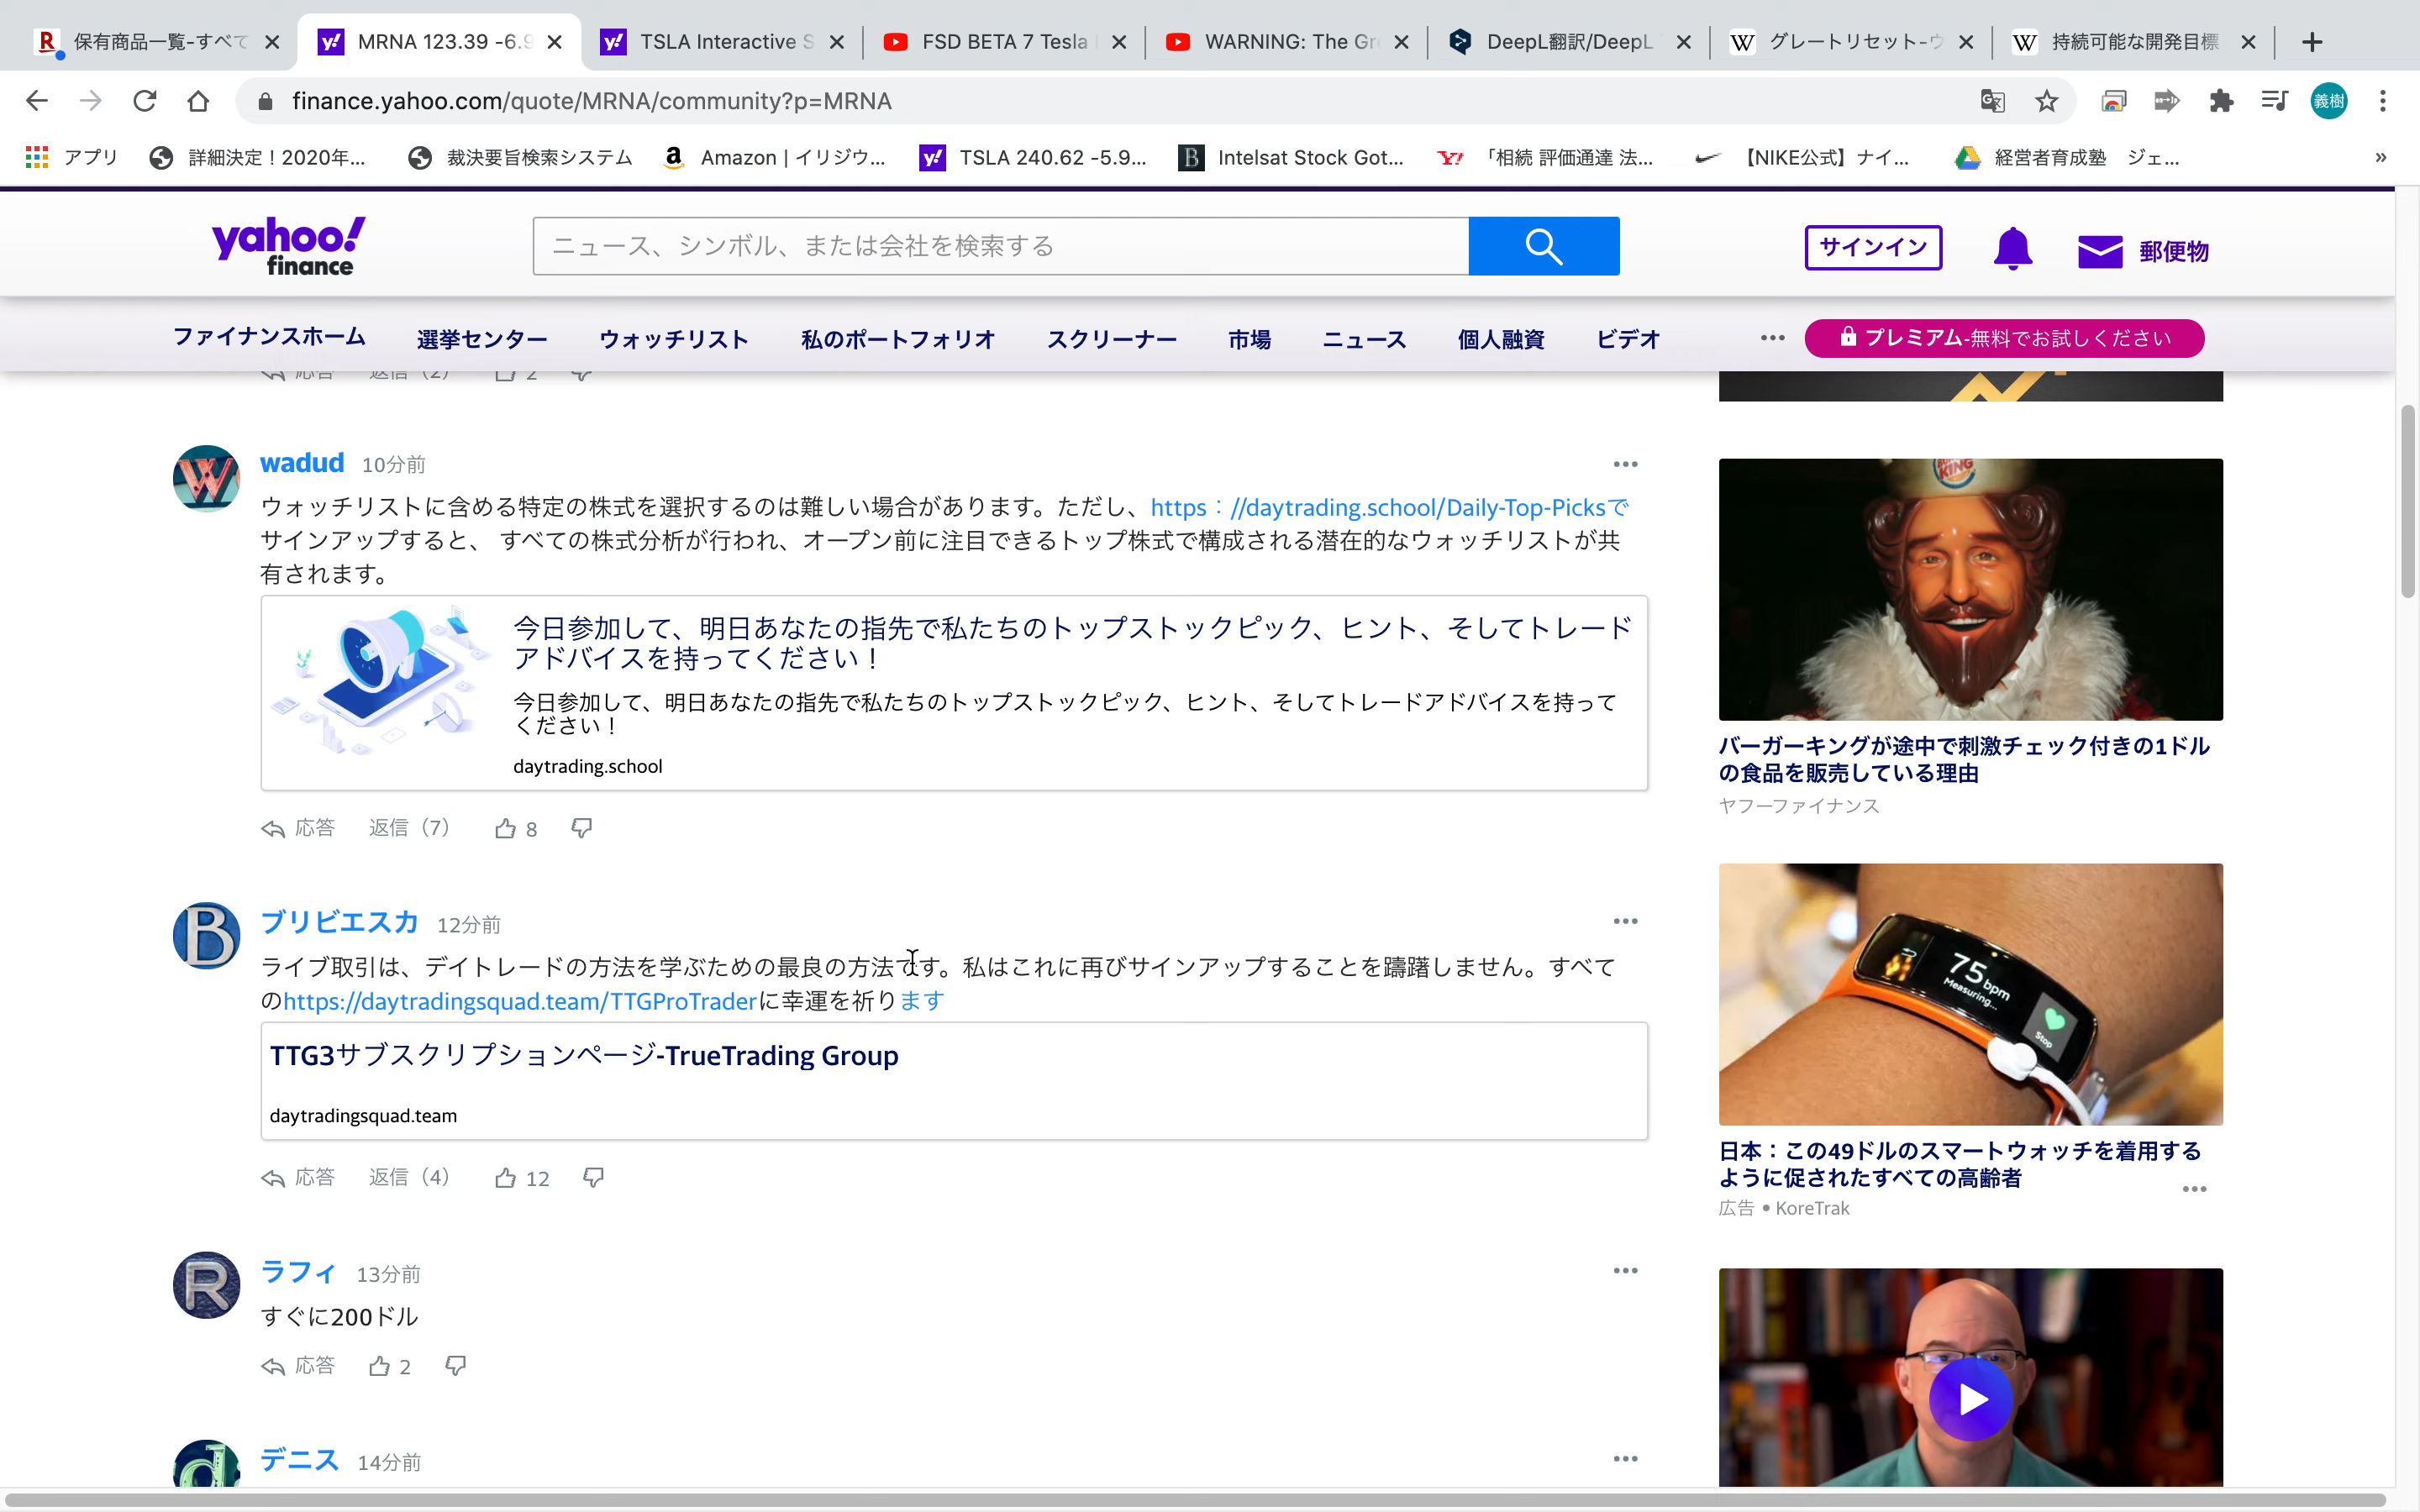 保有商品一覧-すべて
MRNA 123.39 -6.9
TSLA Interactive S
FSD BETA 7 Tesla
WARNING: The Gr
DeepL翻訳/DeepL
グレートリセット-ウ
持続可能な開発目標
finance.yahoo.com/quote/MRNA/community?p=MRNA
義樹
アプリ
詳細決定！2020年...
裁決要旨検索システム
Amazon | イリジウ...
TSLA 240.62 -5.9...
Intelsat Stock Got...
「相続 評価通達 法...
【NIKE公式】ナイ...
経営者育成塾 ジェ...
»
yahoo!
finance
ニュース、シンボル、または会社を検索する
サインイン
郵便物
ファイナンスホーム
選挙センター
ウォッチリスト
私のポートフォリオ
スクリーナー
市場
ニュース
個人融資
ビデオ
プレミアム-無料でお試しください
応答 返信（2） 2
wadud 10分前
ウォッチリストに含める特定の株式を選択するのは難しい場合があります。ただし、https：//daytrading.school/Daily-Top-Picksで
サインアップすると、 すべての株式分析が行われ、オープン前に注目できるトップ株式で構成される潜在的なウォッチリストが共
有されます。
今日参加して、明日あなたの指先で私たちのトップストックピック、ヒント、そしてトレード
アドバイスを持ってください！
今日参加して、明日あなたの指先で私たちのトップストックピック、ヒント、そしてトレードアドバイスを持って
ください！
daytrading.school
応答 返信（7） 8
ブリビエスカ 12分前
ライブ取引は、デイトレードの方法を学ぶための最良の方法です。私はこれに再びサインアップすることを躊躇しません。すべて
のhttps://daytradingsquad.team/TTGProTraderに幸運を祈ります
TTG3サブスクリプションページ-TrueTrading Group
daytradingsquad.team
応答 返信（4） 12
ラフィ 13分前
すぐに200ドル
応答 2
デニス 14分前
BURGER KING
バーガーキングが途中で刺激チェック付きの1ドル
の食品を販売している理由
ヤフーファイナンス
75 bpm
Measuring...
Stop
日本：この49ドルのスマートウォッチを着用する
ように促されたすべての高齢者
広告 • KoreTrak